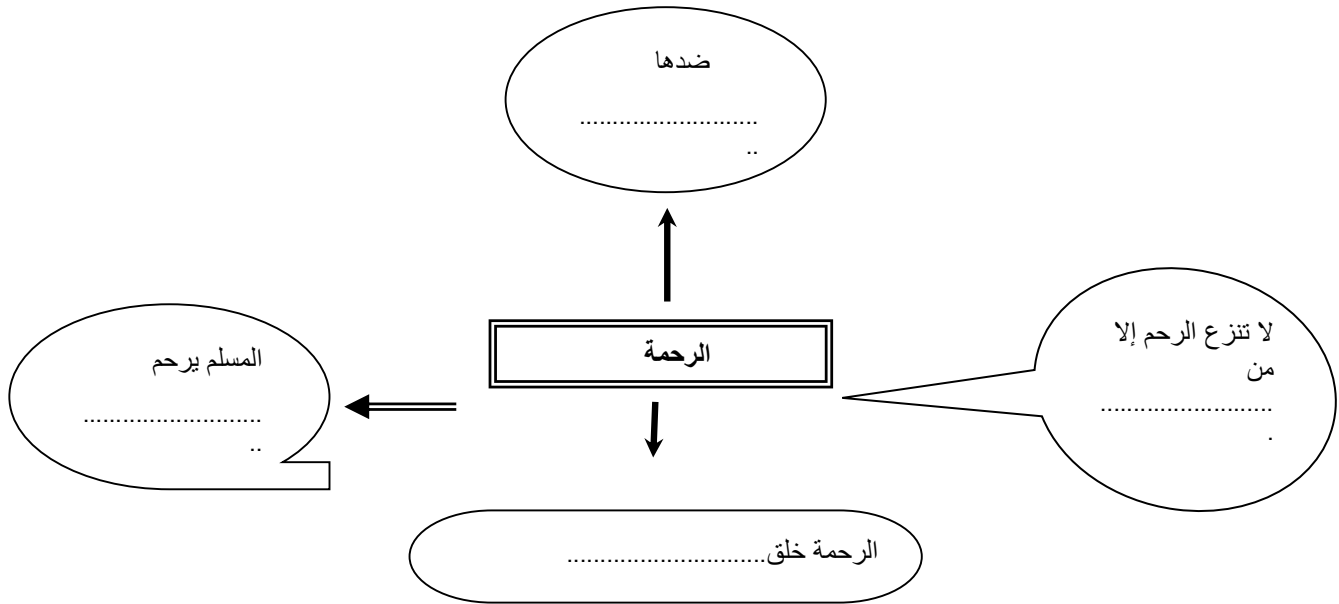 ضدها
...........................
..
الرحمة
لا تنزع الرحم إلا
من
..........................
.
المسلم يرحم
...........................
..
الرحمة خلق..............................